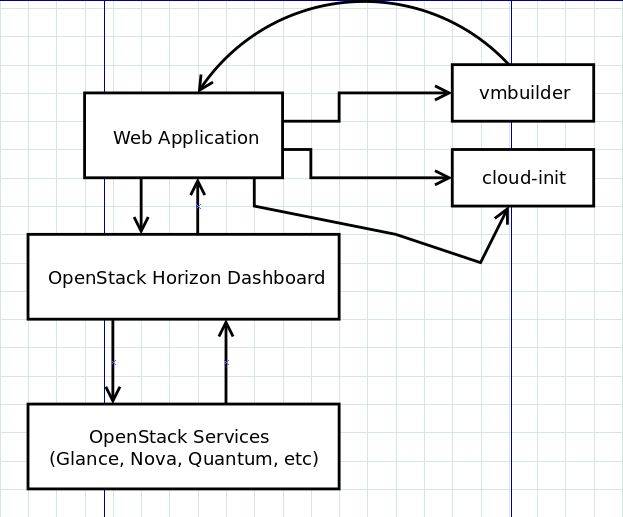 vmbuilder
Web Application
cloud-init
OpenStack Horizon Dashboard
OpenStack Services
(Glance, Nova, Quantum, etc)